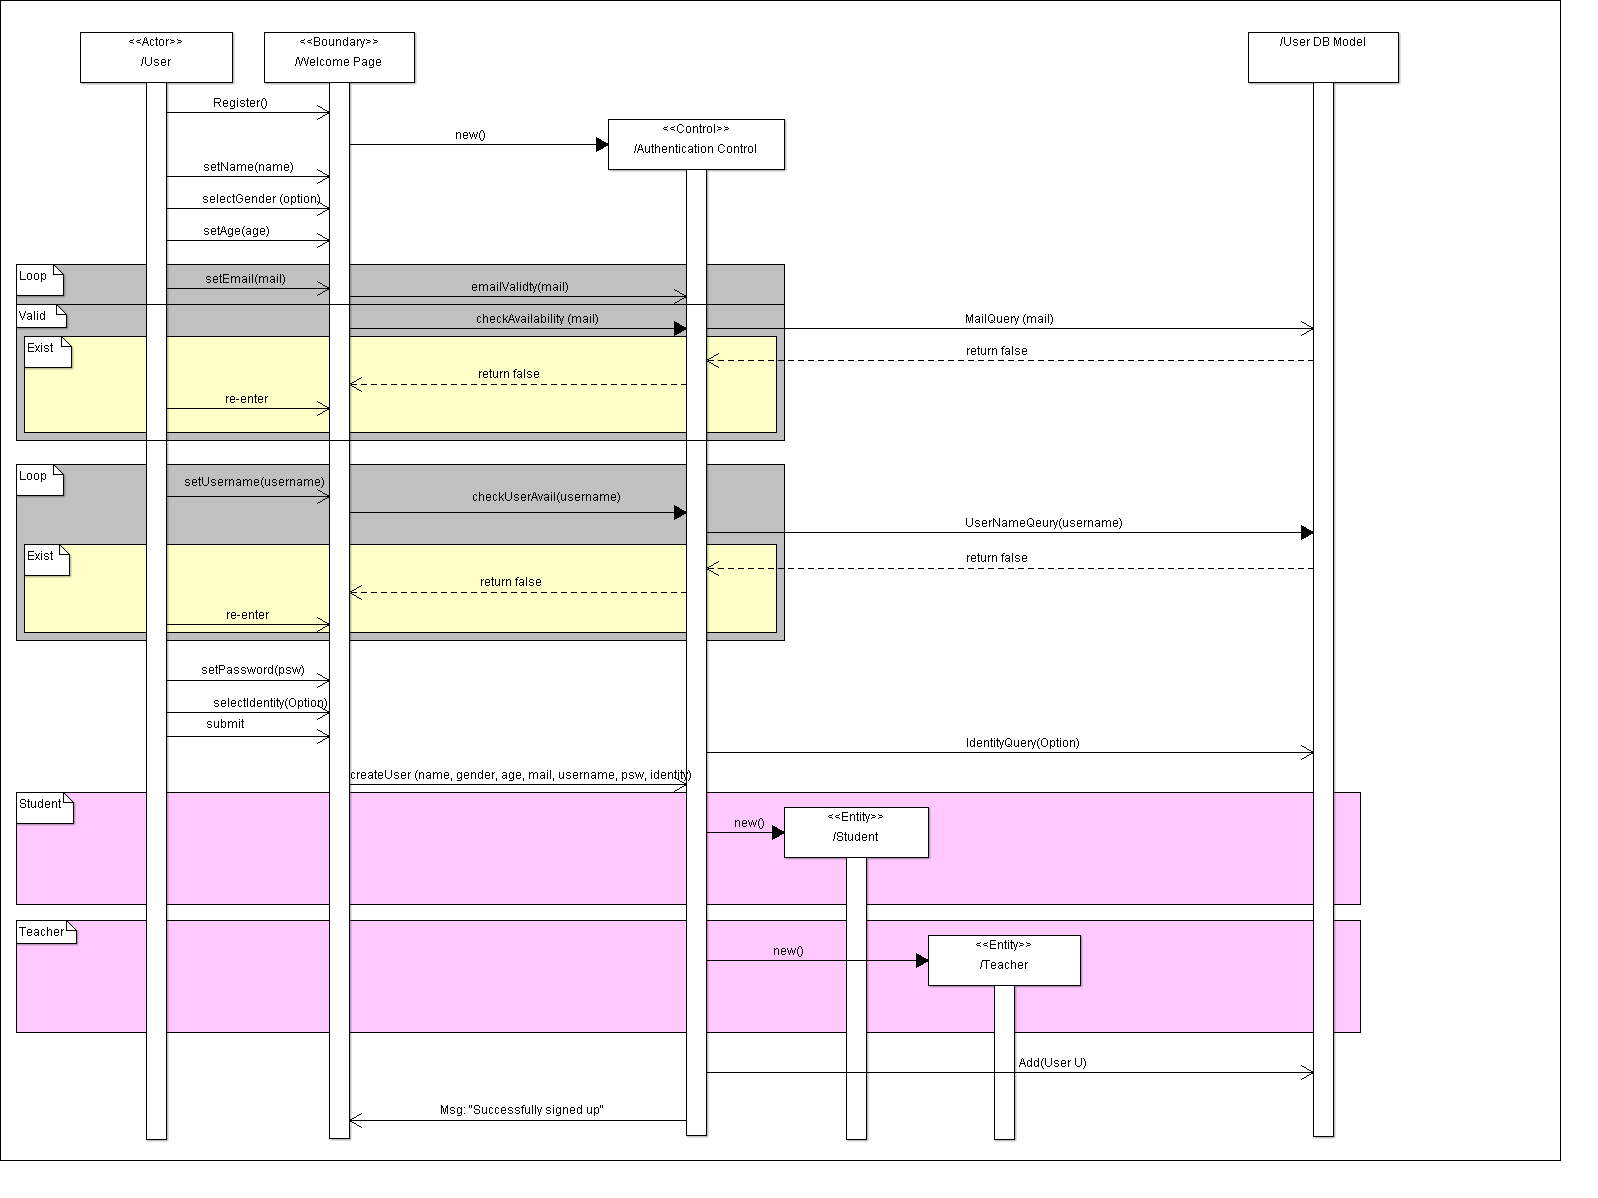 <<Actor>>
/User
<<Boundary>>
/Welcome Page
/User DB Model
Register()
new()
<<Control>>
/Authentication Control
setName(name)
selectGender (option)
setAge(age)
Loop
setEmail(mail)
emailValidty(mail)
Valid
checkAvailability (mail)
MailQuery (mail)
Exist
return false
return false
re-enter
Loop
setUsername(username)
checkUserAvail(username)
UserNameQeury(username)
Exist
return false
return false
re-enter
setPassword(psw)
selectIdentity(Option)
submit
IdentityQuery(Option)
createUser (name, gender, age, mail, username, psw, identity)
Student
new()
<<Entity>>
/Student
Teacher
new()
<<Entity>>
/Teacher
Add(User U)
Msg: "Successfully signed up"